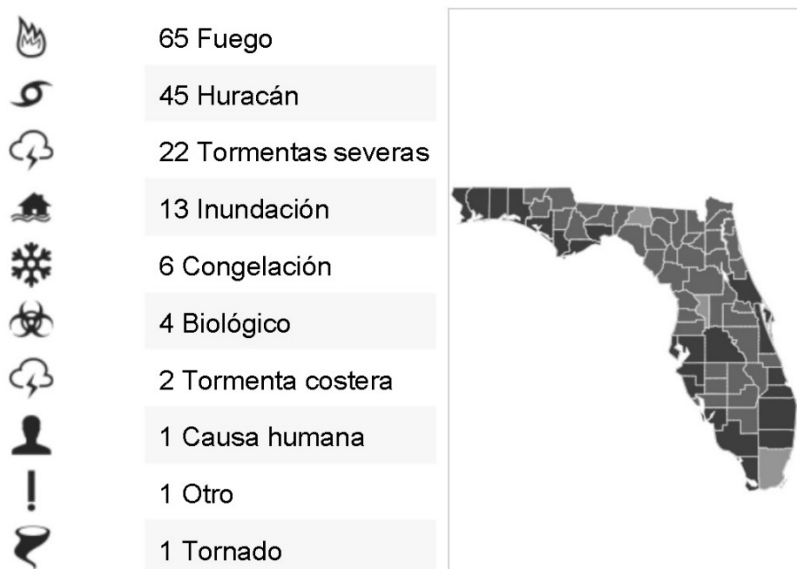 65 Fuego
45 Huracán
22 Tormentas severas
13 Inundación
6 Congelación
4 Biológico
2 Tormenta costera
1 Causa humana
1 Otro
1 Tornado